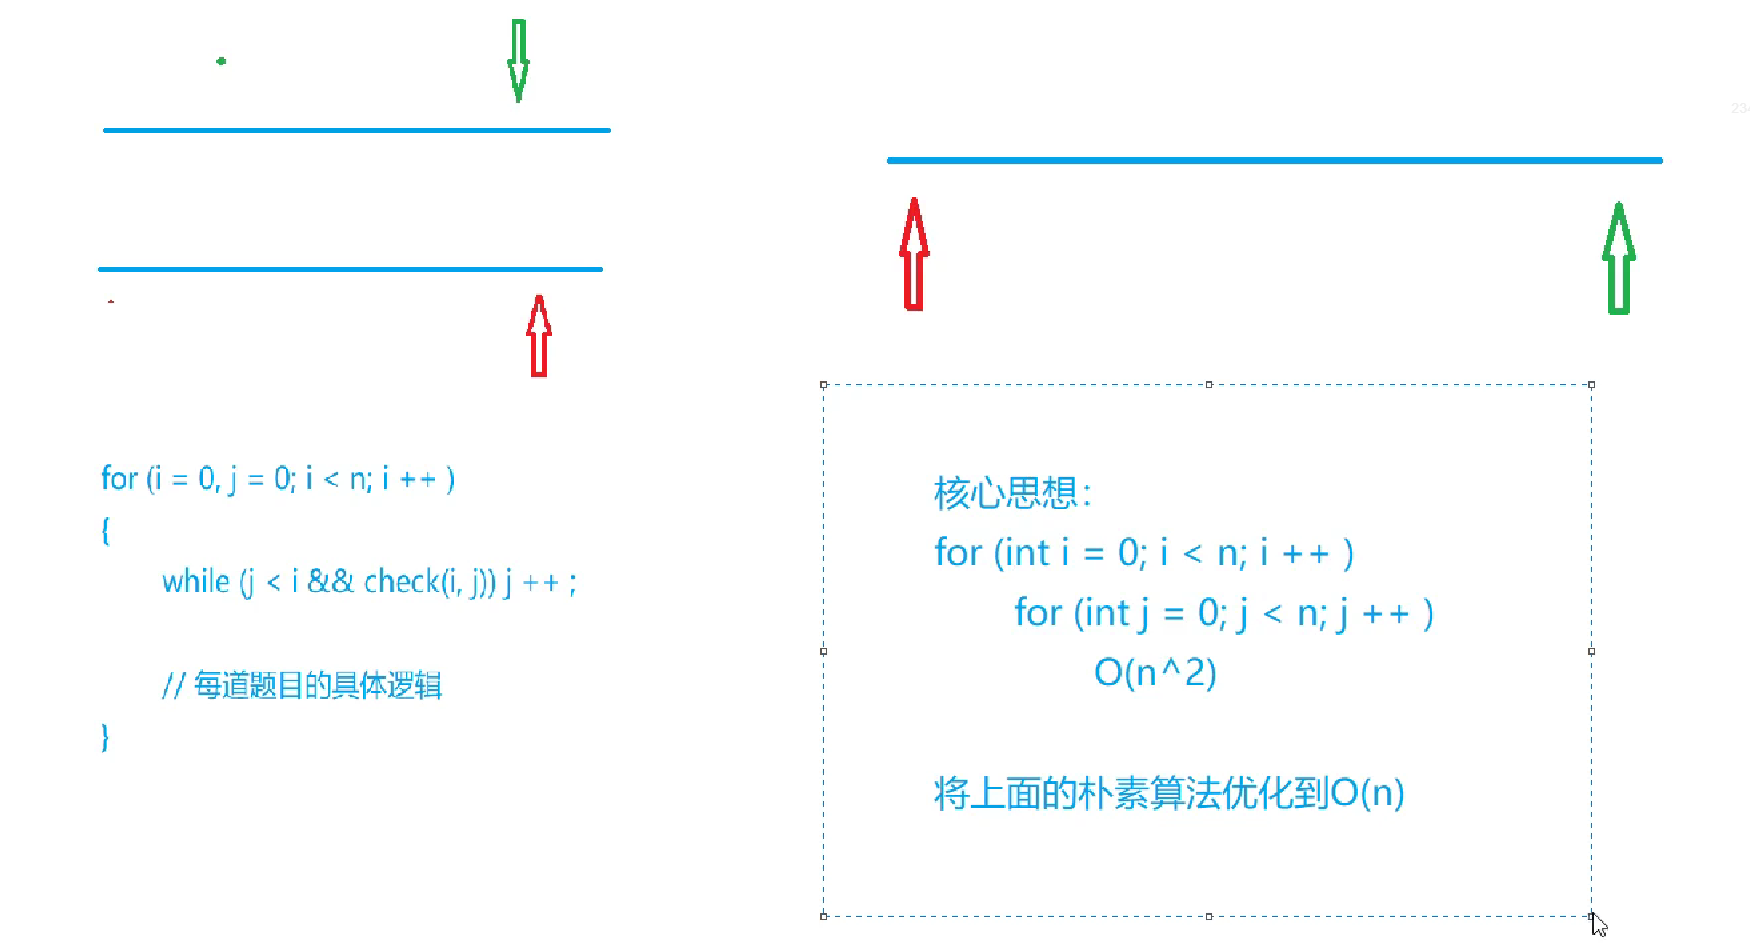 for (i = 0, j = 0; i < n; i ++ )
{
while (j < i && check(i, j)) j ++ ;
// 每道题目的具体逻辑
}
核心思想：
for (int i = 0; i < n; i ++ )
for (int j = 0; j < n; j ++ )
O(n^2)
将上面的朴素算法优化到O(n)